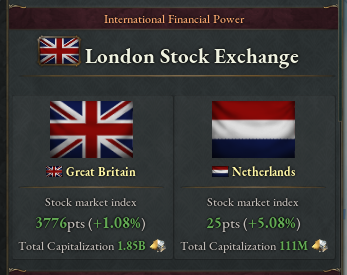 International Financial Power
London Stock Exchange
Great Britain
Stock market index
3776pts (+1.08%)
Total Capitalization 1.85B
Netherlands
Stock market index
25pts (+5.08%)
Total Capitalization 111M